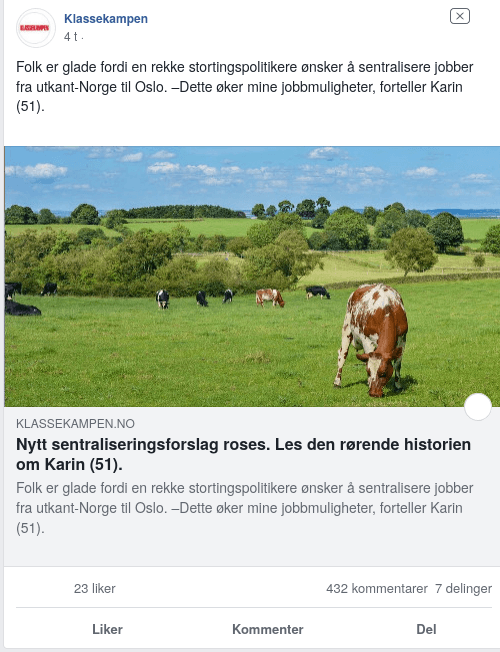 KLASSEKAMPEN
Klassekampen
4 t ·
Folk er glade fordi en rekke stortingspolitikere ønsker å sentralisere jobber
fra utkant-Norge til Oslo. –Dette øker mine jobbmuligheter, forteller Karin
(51).
KLASSEKAMPEN.NO
Nytt sentraliseringsforslag roses. Les den rørende historien
om Karin (51).
Folk er glade fordi en rekke stortingspolitikere ønsker å sentralisere jobber
fra utkant-Norge til Oslo. –Dette øker mine jobbmuligheter, forteller Karin
(51).
23 liker 432 kommentarer 7 delinger
Liker Kommenter Del